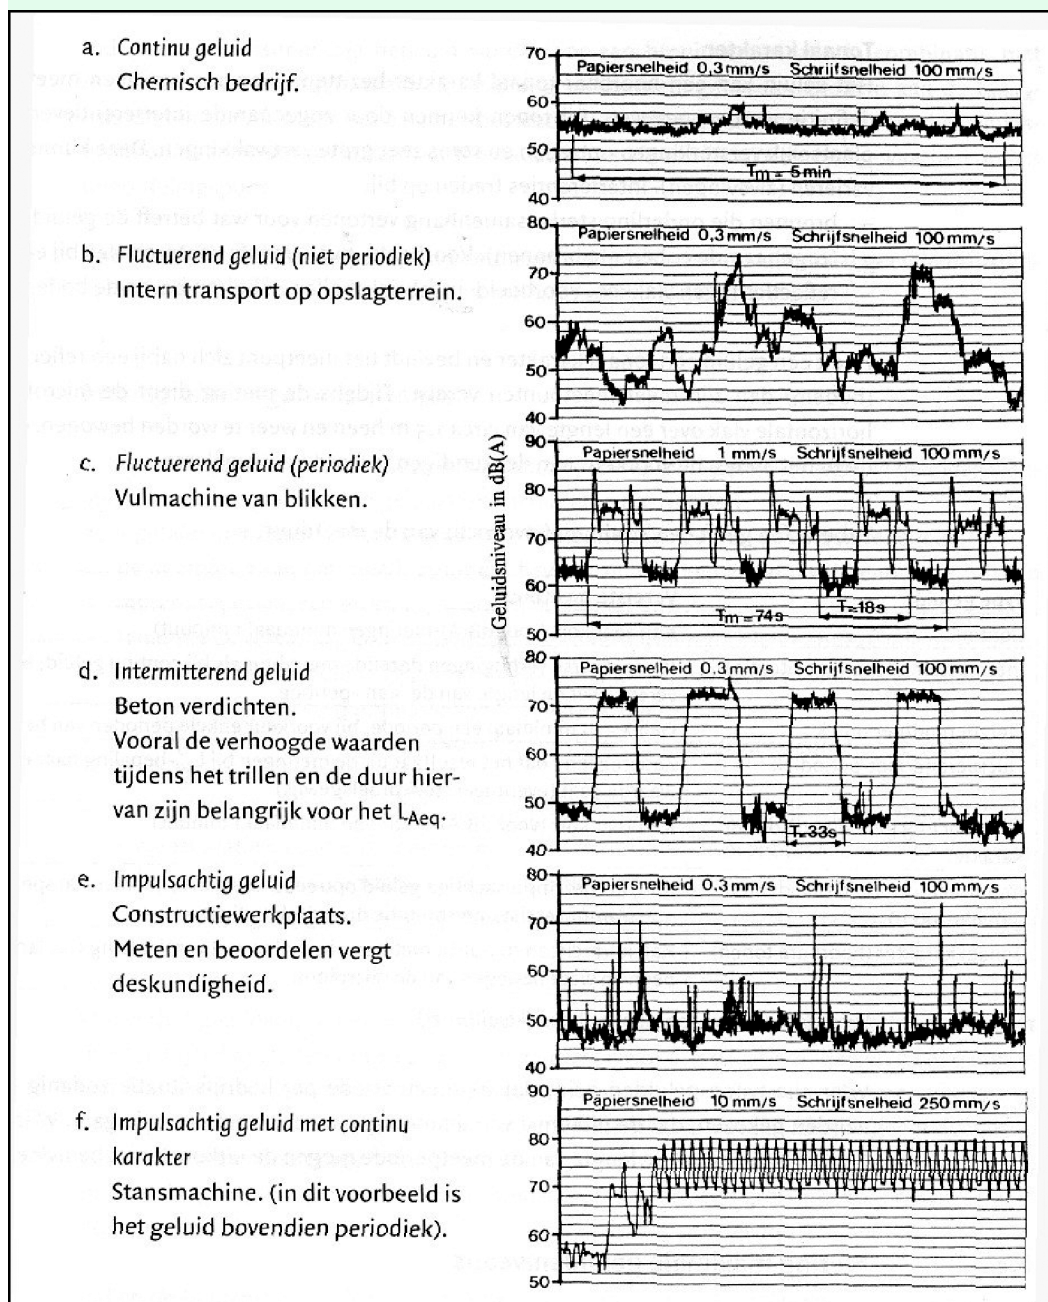 a. Continu geluid
Chemisch bedrijf.
70
60
50
40
Papiersnelheid 0,3 mm/s Schrijfsnelheid 100 mm/s
Tm = 5 min
b. Fluctuerend geluid (niet periodiek)
Intern transport op opslagterrein.
80
70
60
50
40
Papiersnelheid 0.3 mm/s Schrijfsnelheid 100 mm/s
c. Fluctuerend geluid (periodiek)
Vulmachine van blikken.
Geluidsniveau in dB(A)
90
80
70
60
50
Papiersnelheid 1 mm/s Schrijfsnelheid 100 mm/s
T=18s
Tm = 74s
d. Intermitterend geluid
Beton verdichten.
Vooral de verhoogde waarden
tijdens het trillen en de duur hier-
van zijn belangrijk voor het LAeq.
80
70
60
50
40
Papiersnelheid 0.3 mm/s Schrijfsnelheid 100 mm/s
T=33s
e. Impulsachtig geluid
Constructiewerkplaats.
Meten en beoordelen vergt
deskundigheid.
80
70
60
50
40
Papiersnelheid 0.3 mm/s Schrijfsnelheid 100 mm/s
f. Impulsachtig geluid met continu
karakter
Stansmachine. (in dit voorbeeld is
het geluid bovendien periodiek).
90
80
70
60
50
Papiersnelheid 10 mm/s Schrijfsnelheid 250 mm/s